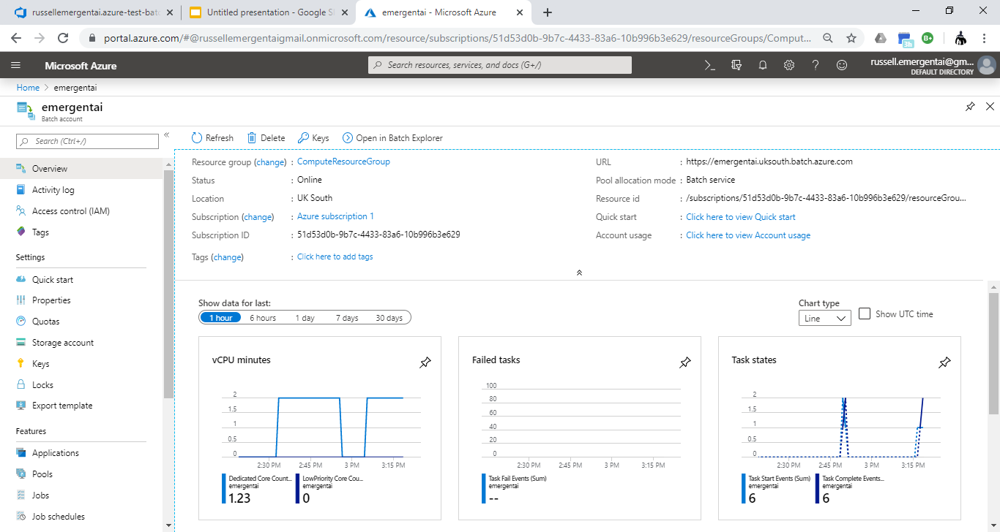 russellemergentai.azure-test-bat
Untitled presentation - Google Sl
emergentai - Microsoft Azure
portal.azure.com/#@russellemergentaigmail.onmicrosoft.com/resource/subscriptions/51d53d0b-9b7c-4433-83a6-10b996b3e629/resourceGroups/Comput...
3h
B+
Microsoft Azure
Search resources, services, and docs (G+/)
russell.emergentai@gm...
DEFAULT DIRECTORY
Home > emergentai
emergentai
Batch account
Search (Ctrl+/)
«
Refresh Delete Keys Open in Batch Explorer
Overview
Activity log
Access control (IAM)
Tags
Settings
Quick start
Properties
Quotas
Storage account
Keys
Locks
Export template
Features
Applications
Pools
Jobs
Job schedules
Resource group (change) : ComputeResourceGroup
Status : Online
Location : UK South
Subscription (change) : Azure subscription 1
Subscription ID : 51d53d0b-9b7c-4433-83a6-10b996b3e629
Tags (change) : Click here to add tags
URL : https://emergentai.uksouth.batch.azure.com
Pool allocation mode : Batch service
Resource id : /subscriptions/51d53d0b-9b7c-4433-83a6-10b996b3e629/resourceGrou...
Quick start : Click here to view Quick start
Account usage : Click here to view Account usage
Show data for last:
1 hour 6 hours 1 day 7 days 30 days
Chart type
Line
Show UTC time
vCPU minutes
2
1.5
1
0.5
0
2:30 PM 2:45 PM 3 PM 3:15 PM
Dedicated Core Count...
emergentai
1.23
LowPriority Core Cou...
emergentai
0
Failed tasks
100
80
60
40
20
0
2:30 PM 2:45 PM 3 PM 3:15 PM
Task Fail Events (Sum)
emergentai
--
Task states
2
1.5
1
0.5
0
2:30 PM 2:45 PM 3 PM 3:15 PM
Task Start Events (Sum)
emergentai
6
Task Complete Events...
emergentai
6